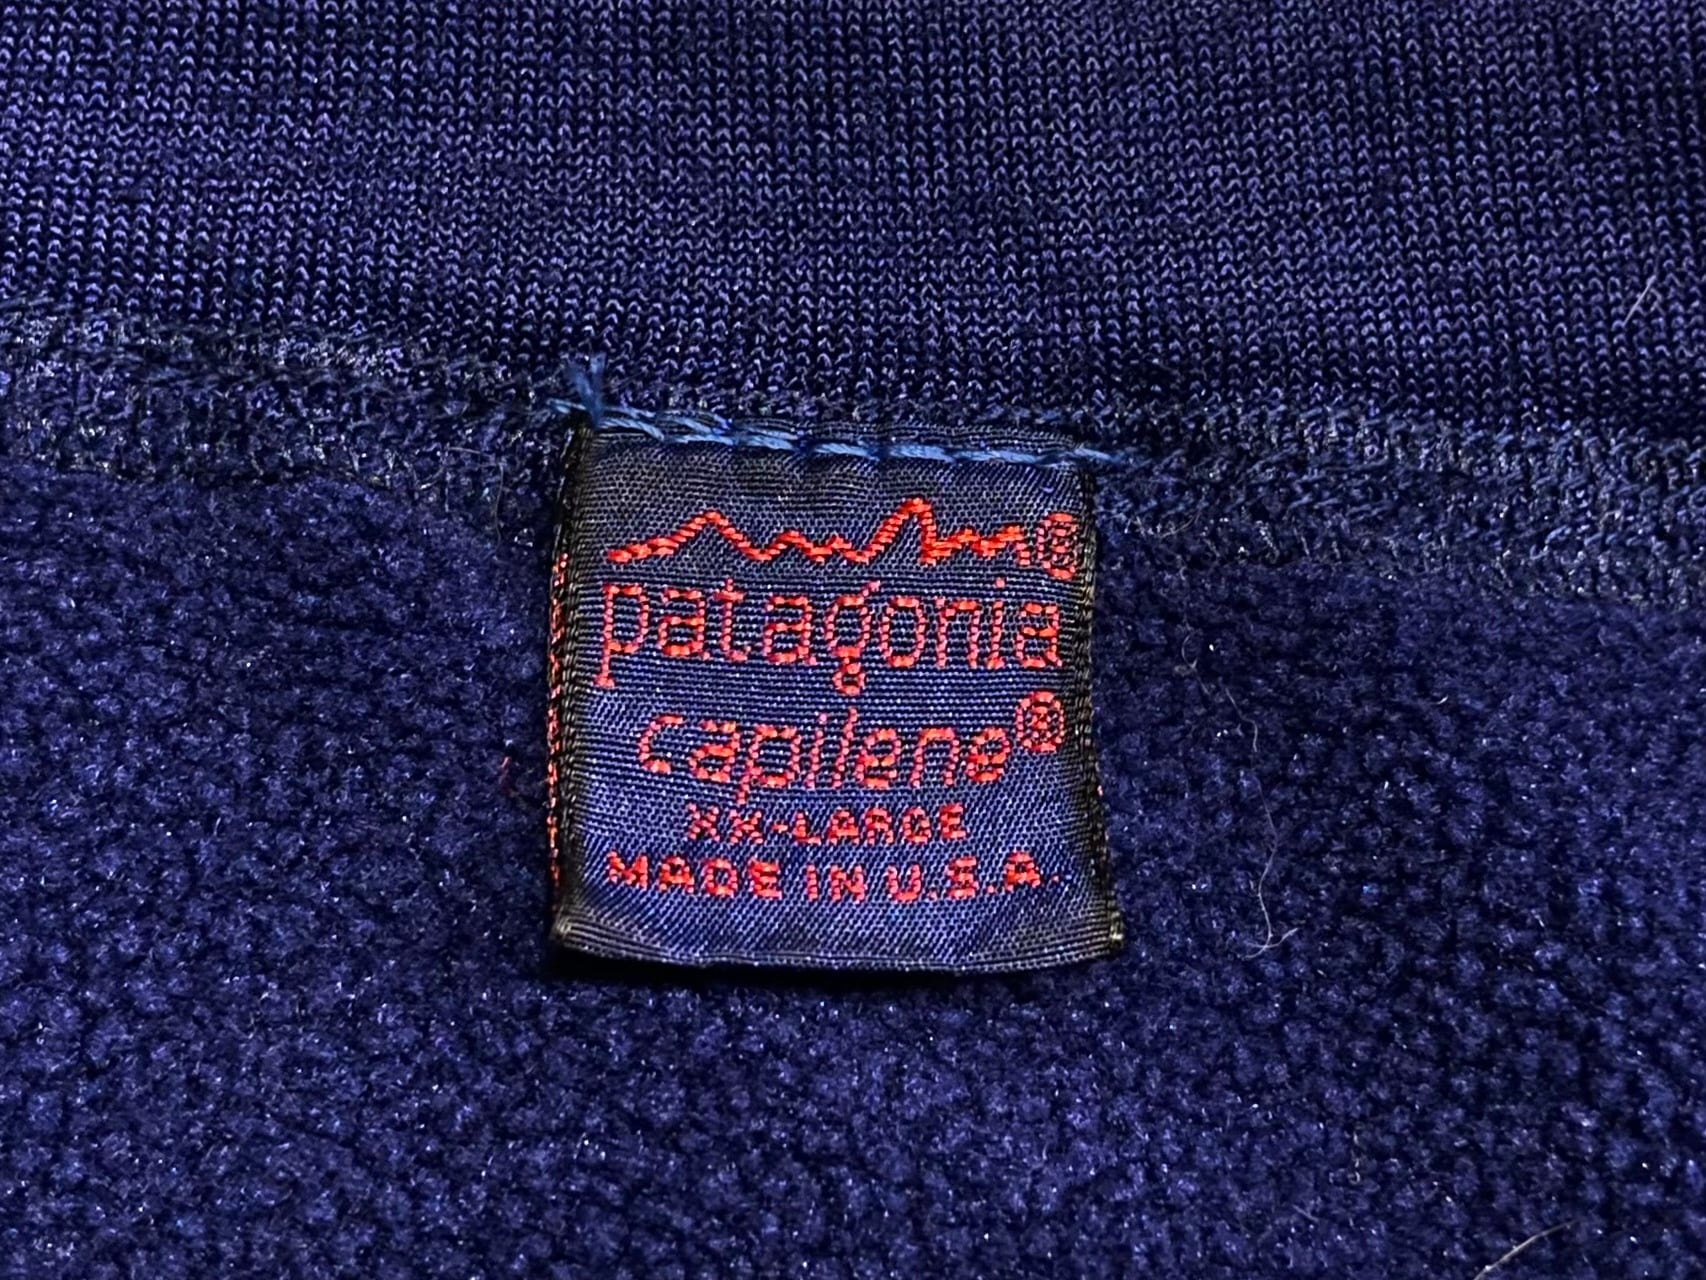 patagonia®
capilene®
XX-LARGE
MADE IN U.S.A.